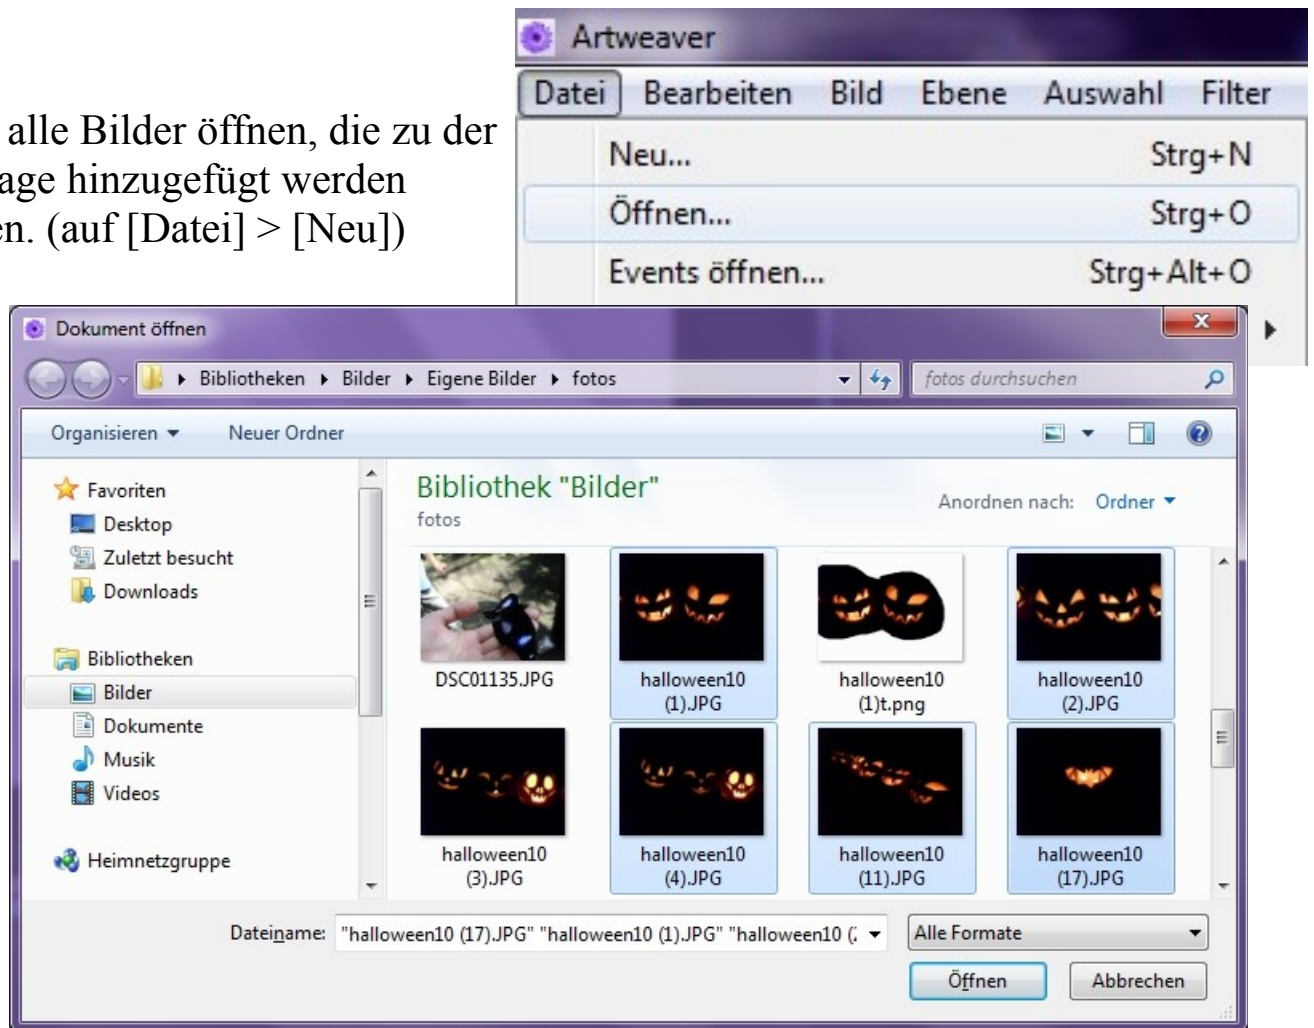 Artweaver
Datei Bearbeiten Bild Ebene Auswahl Filter
alle Bilder öffnen, die zu der
age hinzugefügt werden
en. (auf [Datei] > [Neu])
Neu... Strg+N
Öffnen... Strg+O
Events öffnen... Strg+Alt+O
Dokument öffnen
Bibliotheken Bilder Eigene Bilder fotos
fotos durchsuchen
Organisieren Neuer Ordner
Favoriten
Desktop
Zuletzt besucht
Downloads
Bibliotheken
Bilder
Dokumente
Musik
Videos
Heimnetzgruppe
Bibliothek "Bilder"
fotos
Anordnen nach: Ordner
DSC01135.JPG
halloween10
(1).JPG
halloween10
(1)t.png
halloween10
(2).JPG
halloween10
(3).JPG
halloween10
(4).JPG
halloween10
(11).JPG
halloween10
(17).JPG
Dateiname: "halloween10 (17).JPG" "halloween10 (1).JPG" "halloween10 (
Alle Formate
Öffnen Abbrechen